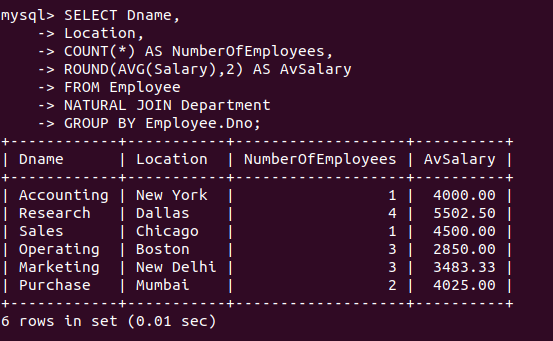 mysql> SELECT Dname,
    -> Location,
    -> COUNT(*) AS NumberOfEmployees,
    -> ROUND(AVG(Salary),2) AS AvSalary
    -> FROM Employee
    -> NATURAL JOIN Department
    -> GROUP BY Employee.Dno;
+------------+-----------+-------------------+----------+
| Dname      | Location  | NumberOfEmployees | AvSalary |
+------------+-----------+-------------------+----------+
| Accounting | New York  |                 1 |  4000.00 |
| Research   | Dallas    |                 4 |  5502.50 |
| Sales      | Chicago   |                 1 |  4500.00 |
| Operating  | Boston    |                 3 |  2850.00 |
| Marketing  | New Delhi |                 3 |  3483.33 |
| Purchase   | Mumbai    |                 2 |  4025.00 |
+------------+-----------+-------------------+----------+
6 rows in set (0.01 sec)